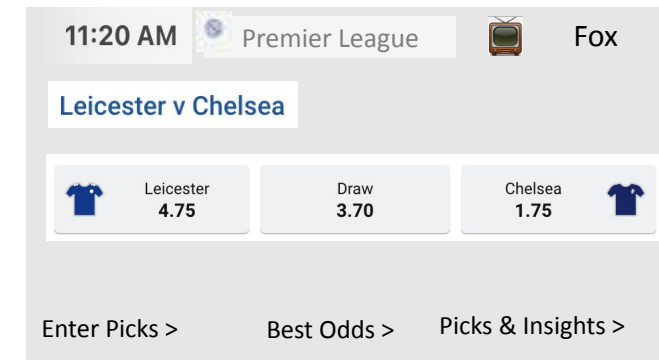 11:20 AM Premier League Fox
Leicester v Chelsea
Leicester Draw Chelsea
4.75 3.70 1.75
Enter Picks > Best Odds > Picks & Insights >